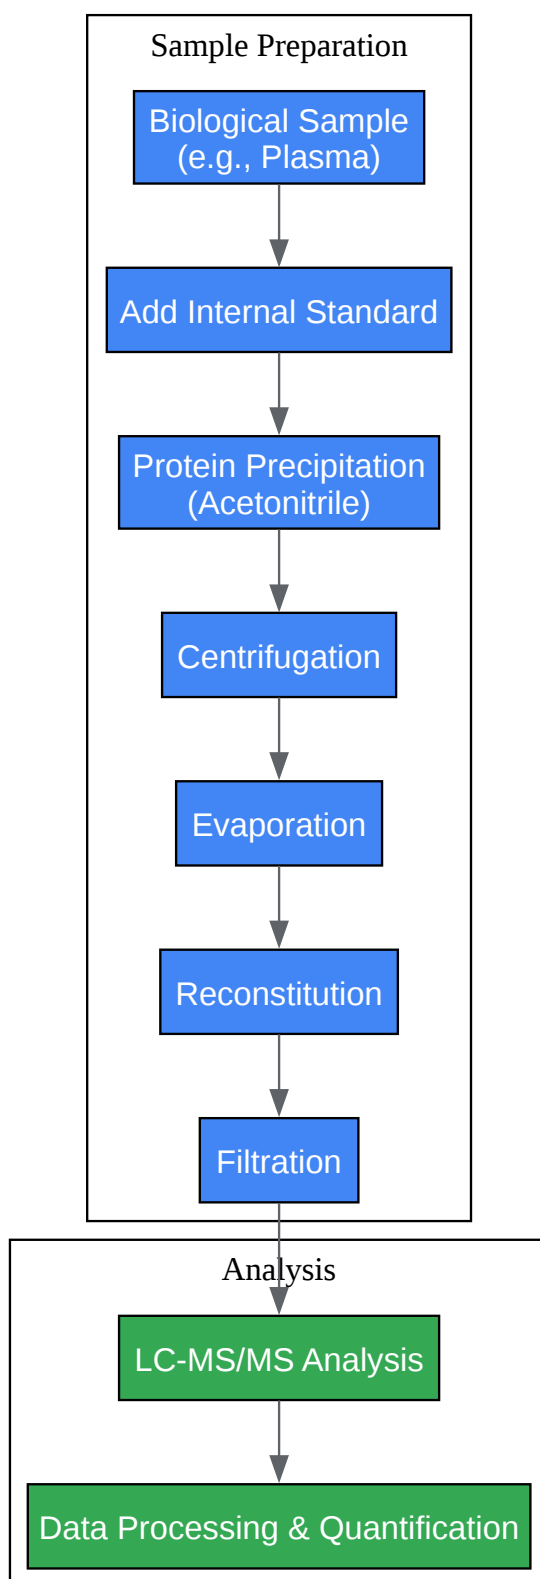 Sample Preparation
Biological Sample
(e.g., Plasma)
Add Internal Standard
Protein Precipitation
(Acetonitrile)
Centrifugation
Evaporation
Reconstitution
Filtration
Analysis
LC-MS/MS Analysis
Data Processing & Quantification